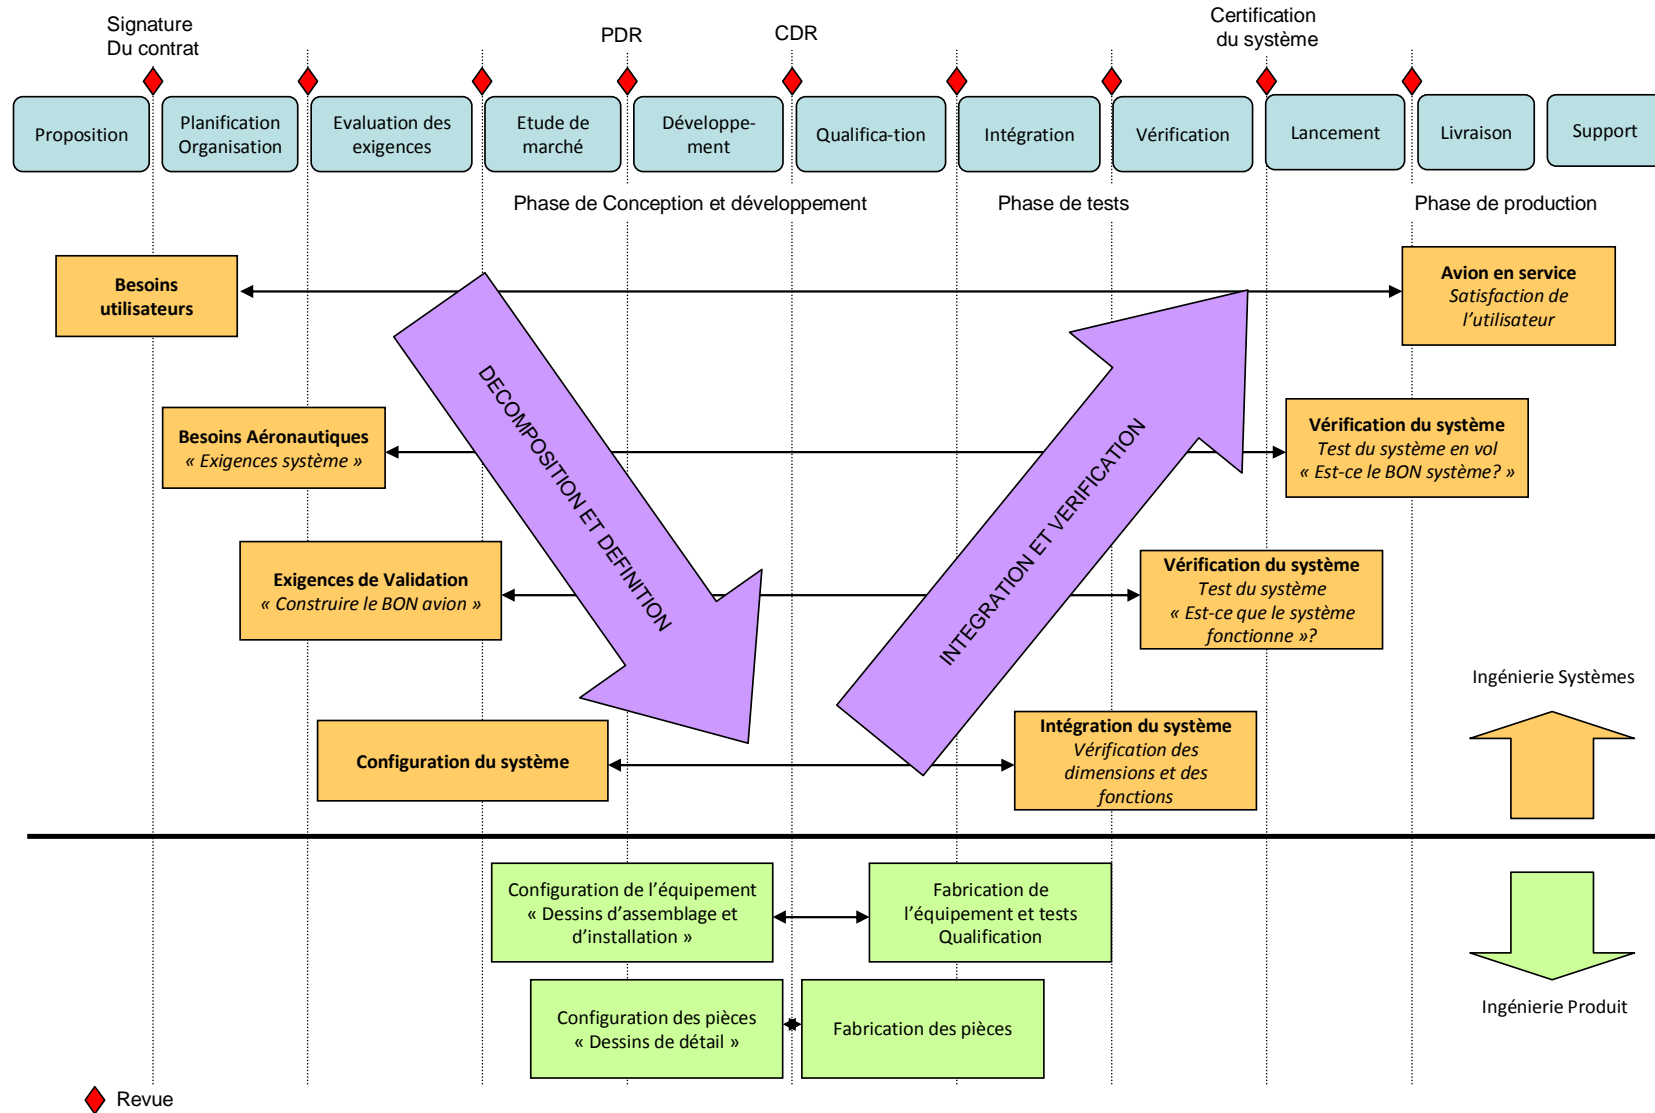 Signature
Du contrat
PDR
CDR
Certification
du système
Proposition
Planification
Organisation
Evaluation des
exigences
Etude de
marché
Développe-
ment
Qualifica-tion
Intégration
Vérification
Lancement
Livraison
Support
Phase de Conception et développement
Phase de tests
Phase de production
Besoins
utilisateurs
Avion en service
Satisfaction de
l’utilisateur
DECOMPOSITION ET DEFINITION
INTEGRATION ET VERIFICATION
Besoins Aéronautiques
« Exigences système »
Vérification du système
Test du système en vol
« Est-ce le BON système? »
Exigences de Validation
« Construire le BON avion »
Vérification du système
Test du système
« Est-ce que le système
fonctionne »?
Configuration du système
Intégration du système
Vérification des
dimensions et des
fonctions
Ingénierie Systèmes
Configuration de l’équipement
« Dessins d’assemblage et
d’installation »
Fabrication de
l’équipement et tests
Qualification
Configuration des pièces
« Dessins de détail »
Fabrication des pièces
Ingénierie Produit
Revue